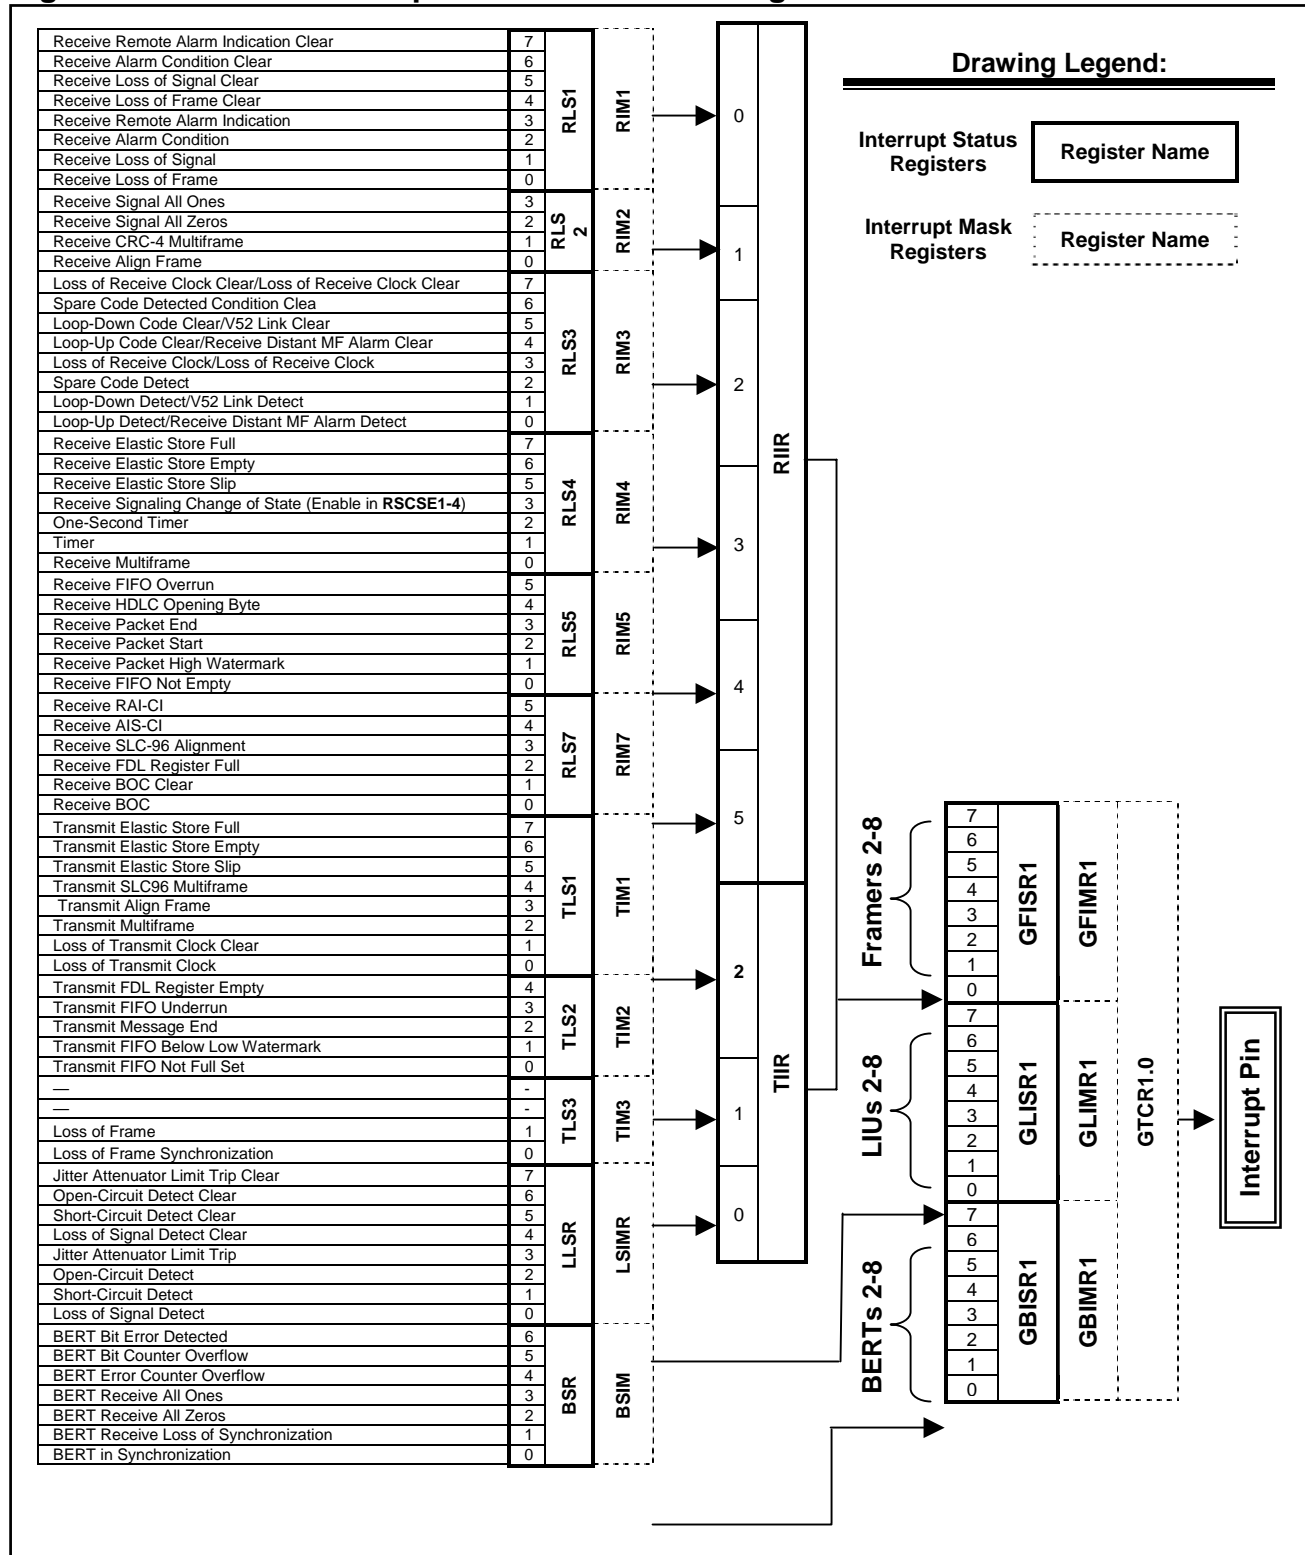 Drawing Legend:
Interrupt Status Registers
Register Name
Interrupt Mask Registers
Register Name
Receive Remote Alarm Indication Clear 7
Receive Alarm Condition Clear 6
Receive Loss of Signal Clear 5
Receive Loss of Frame Clear 4
Receive Remote Alarm Indication 3
Receive Alarm Condition 2
Receive Loss of Signal 1
Receive Loss of Frame 0
RLS1
RIM1
Receive Signal All Ones 3
Receive Signal All Zeros 2
Receive CRC-4 Multiframe 1
Receive Align Frame 0
RLS 2
RIM2
Loss of Receive Clock Clear/Loss of Receive Clock Clear 7
Spare Code Detected Condition Clea 6
Loop-Down Code Clear/V52 Link Clear 5
Loop-Up Code Clear/Receive Distant MF Alarm Clear 4
Loss of Receive Clock/Loss of Receive Clock 3
Spare Code Detect 2
Loop-Down Detect/V52 Link Detect 1
Loop-Up Detect/Receive Distant MF Alarm Detect 0
RLS3
RIM3
Receive Elastic Store Full 7
Receive Elastic Store Empty 6
Receive Elastic Store Slip 5
Receive Signaling Change of State (Enable in RSCSE1-4) 3
One-Second Timer 2
Timer 1
Receive Multiframe 0
RLS4
RIM4
Receive FIFO Overrun 5
Receive HDLC Opening Byte 4
Receive Packet End 3
Receive Packet Start 2
Receive Packet High Watermark 1
Receive FIFO Not Empty 0
RLS5
RIM5
Receive RAI-CI 5
Receive AIS-CI 4
Receive SLC-96 Alignment 3
Receive FDL Register Full 2
Receive BOC Clear 1
Receive BOC 0
RLS7
RIM7
Transmit Elastic Store Full 7
Transmit Elastic Store Empty 6
Transmit Elastic Store Slip 5
Transmit SLC96 Multiframe 4
Transmit Align Frame 3
Transmit Multiframe 2
Loss of Transmit Clock Clear 1
Loss of Transmit Clock 0
TLS1
TIM1
Transmit FDL Register Empty 4
Transmit FIFO Underrun 3
Transmit Message End 2
Transmit FIFO Below Low Watermark 1
Transmit FIFO Not Full Set 0
TLS2
TIM2
— -
— -
Loss of Frame 1
Loss of Frame Synchronization 0
TLS3
TIM3
Jitter Attenuator Limit Trip Clear 7
Open-Circuit Detect Clear 6
Short-Circuit Detect Clear 5
Loss of Signal Detect Clear 4
Jitter Attenuator Limit Trip 3
Open-Circuit Detect 2
Short-Circuit Detect 1
Loss of Signal Detect 0
LLSR
LSIMR
BERT Bit Error Detected 6
BERT Bit Counter Overflow 5
BERT Error Counter Overflow 4
BERT Receive All Ones 3
BERT Receive All Zeros 2
BERT Receive Loss of Synchronization 1
BERT in Synchronization 0
BSR
BSIM
0
1
2
3
4
5
RIIR
2
1
0
TIIR
Framers 2-8
7
6
5
4
3
2
1
0
GFISR1
GFIMR1
LIUs 2-8
7
6
5
4
3
2
1
0
GLISR1
GLIMR1
BERTs 2-8
7
6
5
4
3
2
1
0
GBISR1
GBIMR1
GTCR1.0
Interrupt Pin